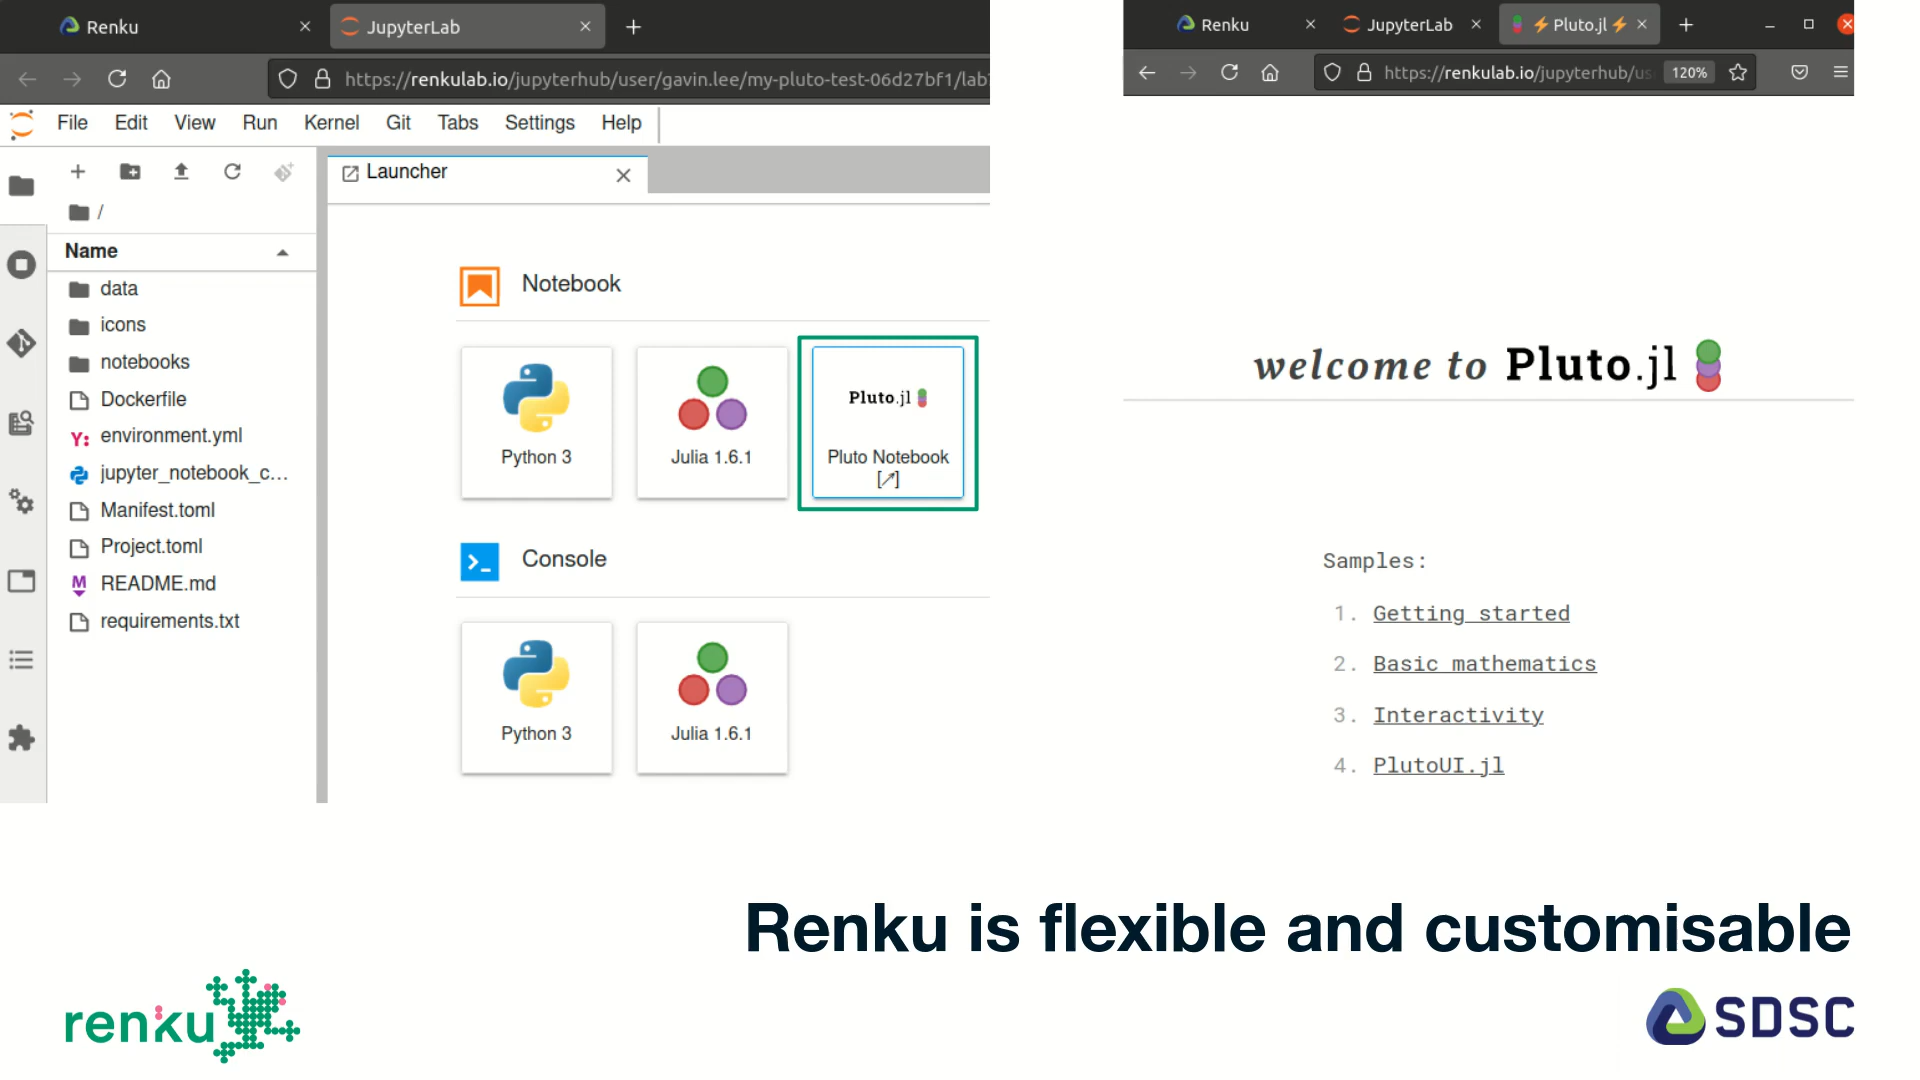 Renku
JupyterLab
https://renkulab.io/jupyterhub/user/gavin.lee/my-pluto-test-06d27bf1/lab
File Edit View Run Kernel Git Tabs Settings Help
Launcher
/
Name
data
icons
notebooks
Dockerfile
Y: environment.yml
jupyter_notebook_c...
Manifest.toml
Project.toml
M README.md
requirements.txt
Notebook
Python 3
Julia 1.6.1
Pluto.jl
Pluto Notebook
[↗]
Console
Python 3
Julia 1.6.1
Renku
JupyterLab
⚡ Pluto.jl ⚡
https://renkulab.io/jupyterhub/us
120%
welcome to Pluto.jl
Samples:
1. Getting started
2. Basic mathematics
3. Interactivity
4. PlutoUI.jl
Renku is flexible and customisable
renku
SDSC